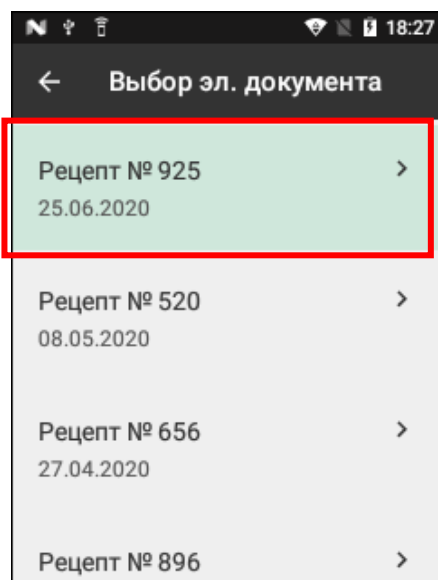 18:27
Выбор эл. документа
Рецепт № 925
25.06.2020
Рецепт № 520
08.05.2020
Рецепт № 656
27.04.2020
Рецепт № 896